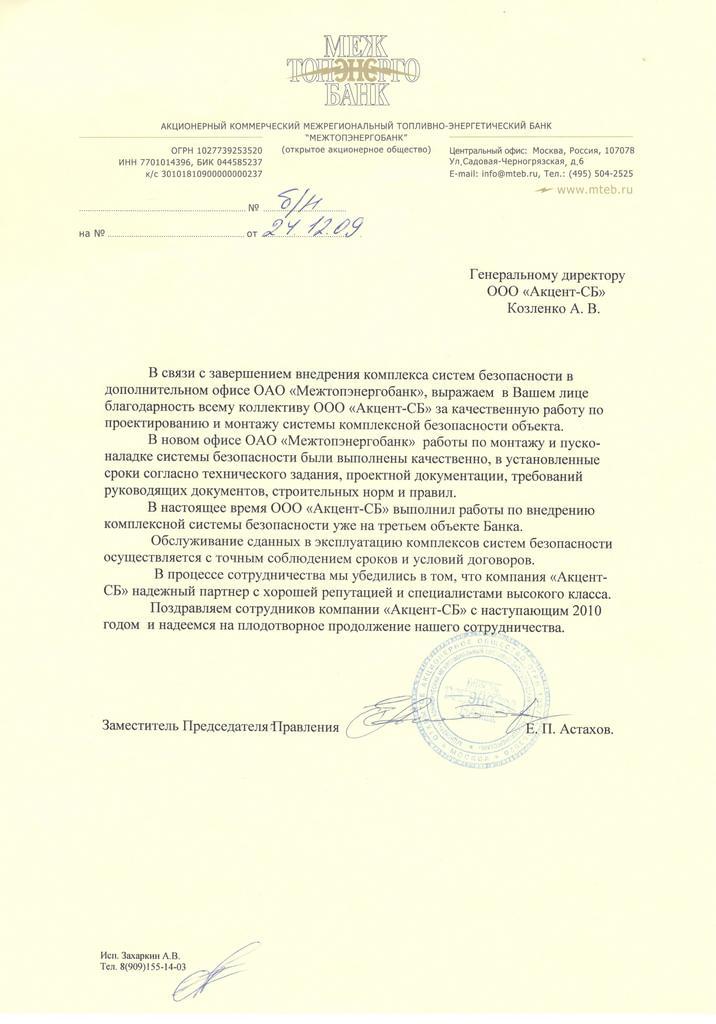 МЕЖ
ТОПЭНЕРГО
БАНК
АКЦИОНЕРНЫЙ КОММЕРЧЕСКИЙ МЕЖРЕГИОНАЛЬНЫЙ ТОПЛИВНО-ЭНЕРГЕТИЧЕСКИЙ БАНК
"МЕЖТОПЭНЕРГОБАНК"
(открытое акционерное общество)
ОГРН 1027739253520
ИНН 7701014396, БИК 044585237
к/с 30101810900000000237
Центральный офис: Москва, Россия, 107078
Ул,Садовая-Черногрязская, д,6
E-mail: info@mteb.ru, Тел.: (495) 504-2525
www.mteb.ru
№ б/н
на № от 24.12.09
Генеральному директору
ООО «Акцент-СБ»
Козленко А. В.
В связи с завершением внедрения комплекса систем безопасности в
дополнительном офисе ОАО «Межтопэнергобанк», выражаем в Вашем лице
благодарность всему коллективу ООО «Акцент-СБ» за качественную работу по
проектированию и монтажу системы комплексной безопасности объекта.
В новом офисе ОАО «Межтопэнергобанк» работы по монтажу и пуско-
наладке системы безопасности были выполнены качественно, в установленные
сроки согласно технического задания, проектной документации, требований
руководящих документов, строительных норм и правил.
В настоящее время ООО «Акцент-СБ» выполнил работы по внедрению
комплексной системы безопасности уже на третьем объекте Банка.
Обслуживание сданных в эксплуатацию комплексов систем безопасности
осуществляется с точным соблюдением сроков и условий договоров.
В процессе сотрудничества мы убедились в том, что компания «Акцент-
СБ» надежный партнер с хорошей репутацией и специалистами высокого класса.
Поздравляем сотрудников компании «Акцент-СБ» с наступающим 2010
годом и надеемся на плодотворное продолжение нашего сотрудничества.
Заместитель Председателя Правления
Е. П. Астахов.
МОСКВА
Исп. Захаркин А.В.
Тел. 8(909)155-14-03